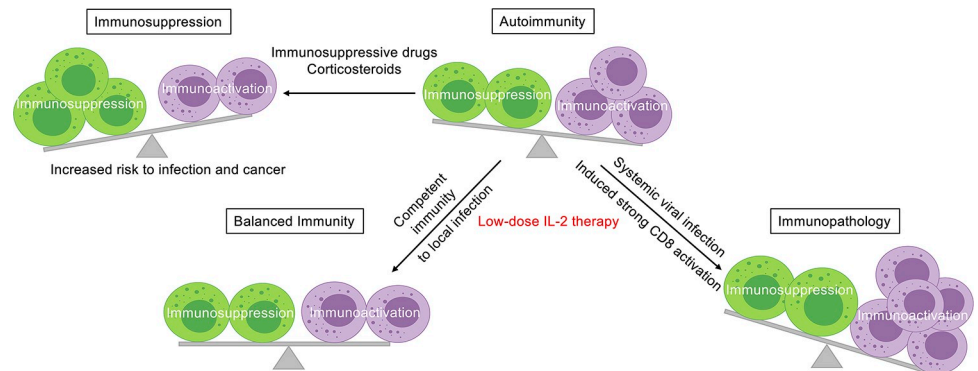 Immunosuppression
Autoimmunity
Immunosuppressive drugs
Corticosteroids
Immunosuppression
Immunoactivation
Immunosuppression
Immunoactivation
Increased risk to infection and cancer
Competent
immunity
to local infection
Low-dose IL-2 therapy
Systemic viral infection
Induced strong CD8 activation
Balanced Immunity
Immunopathology
Immunosuppression
Immunoactivation
Immunosuppression
Immunoactivation